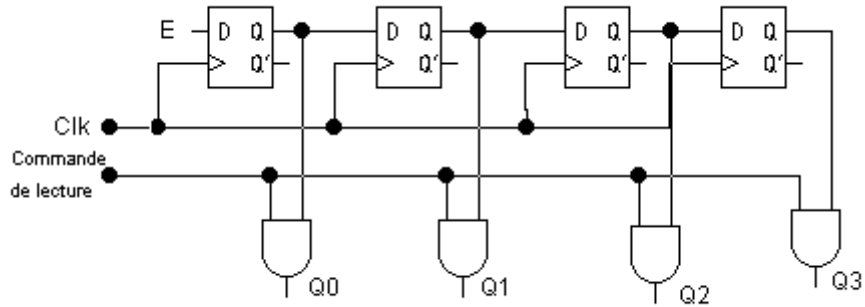 E D Q D Q D Q D Q
Q' Q' Q' Q'
Clk
Commande
de lecture
Q0 Q1 Q2 Q3